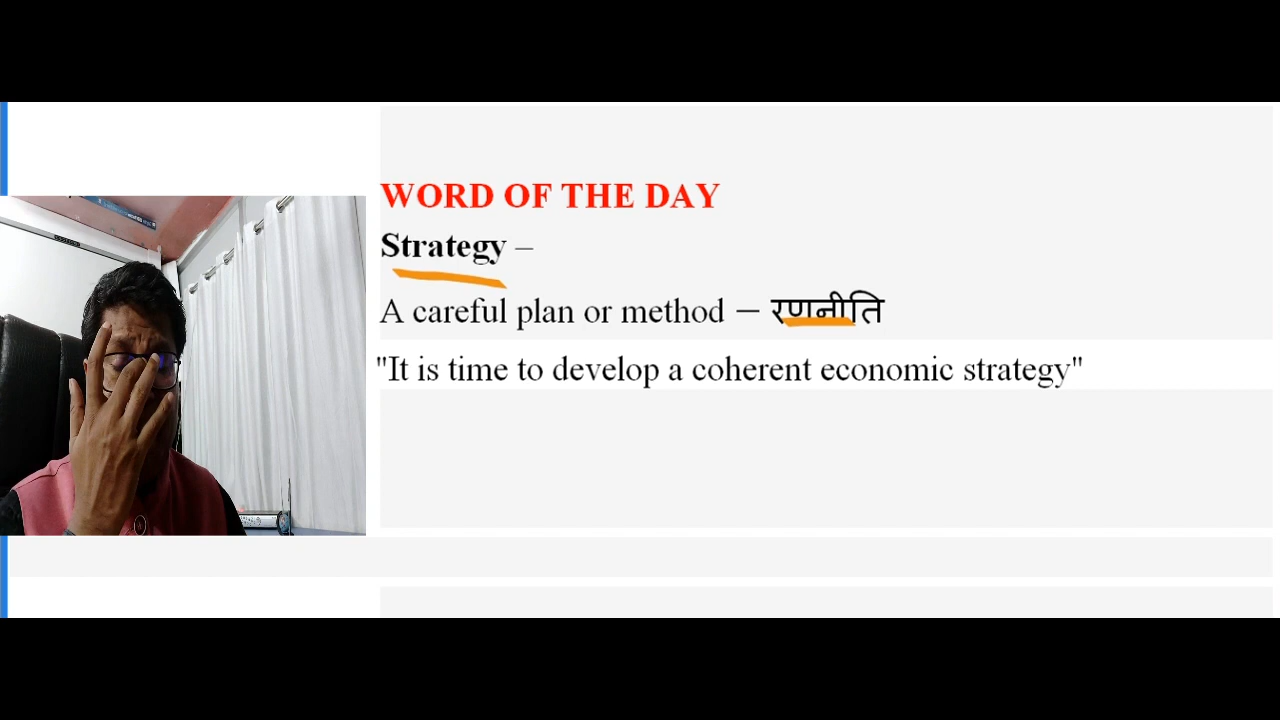 WORD OF THE DAY
Strategy –
A careful plan or method – रणनीति
"It is time to develop a coherent economic strategy"